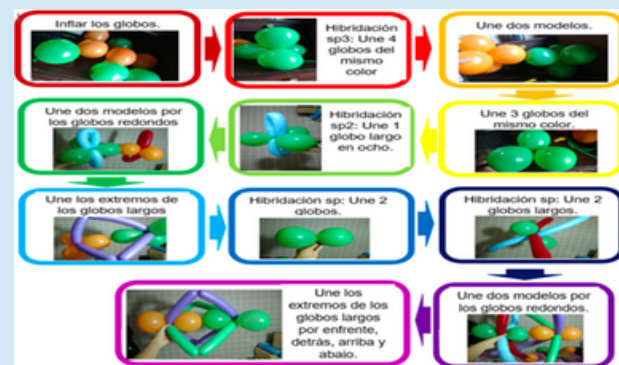 Inflar los globos.
Hibridación
sp3: Une 4
globos del
mismo
color
Une dos modelos.
Une 3 globos del
mismo color.
Hibridación
sp2: Une 1
globo largo
en ocho.
Une dos modelos por
los globos redondos
Une los extremos de
los globos largos
Hibridación sp: Une 2
globos.
Hibridación sp: Une 2
globos largos.
Une dos modelos por
los globos redondos.
Une los
extremos de los
globos largos
por enfrente,
detrás, arriba y
abajo.